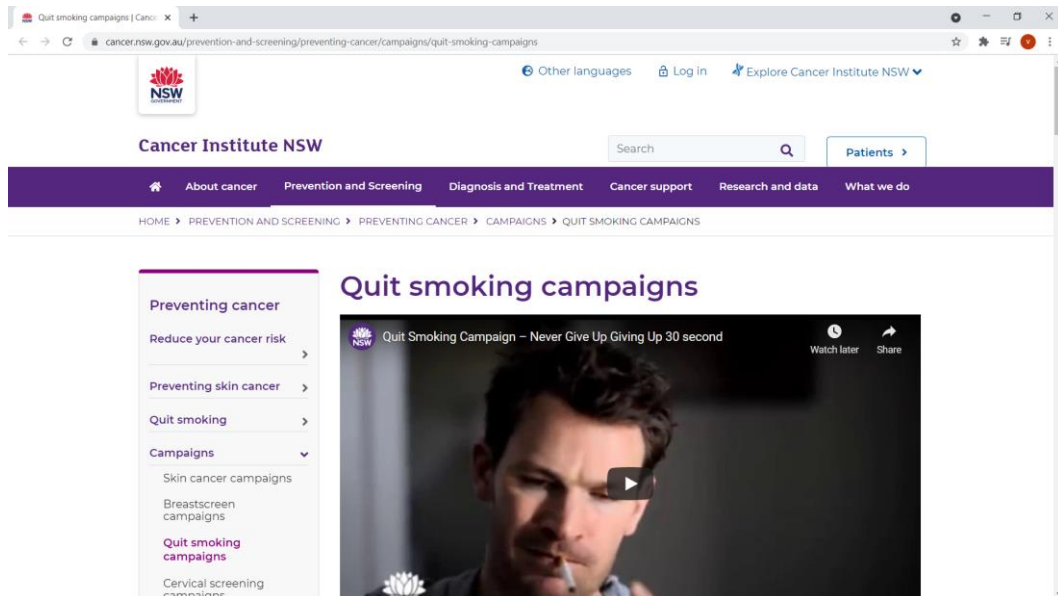 Quit smoking campaigns | Cance
cancer.nsw.gov.au/prevention-and-screening/preventing-cancer/campaigns/quit-smoking-campaigns
V
Other languages
Log in
Explore Cancer Institute NSW
NSW
GOVERNMENT
Cancer Institute NSW
Search
Patients
About cancer
Prevention and Screening
Diagnosis and Treatment
Cancer support
Research and data
What we do
HOME > PREVENTION AND SCREENING > PREVENTING CANCER > CAMPAIGNS > QUIT SMOKING CAMPAIGNS
Preventing cancer
Reduce your cancer risk
Preventing skin cancer
Quit smoking
Campaigns
Skin cancer campaigns
Breastscreen
campaigns
Quit smoking
campaigns
Cervical screening
campaigns
Quit smoking campaigns
NSW
Quit Smoking Campaign – Never Give Up Giving Up 30 second
Watch later
Share